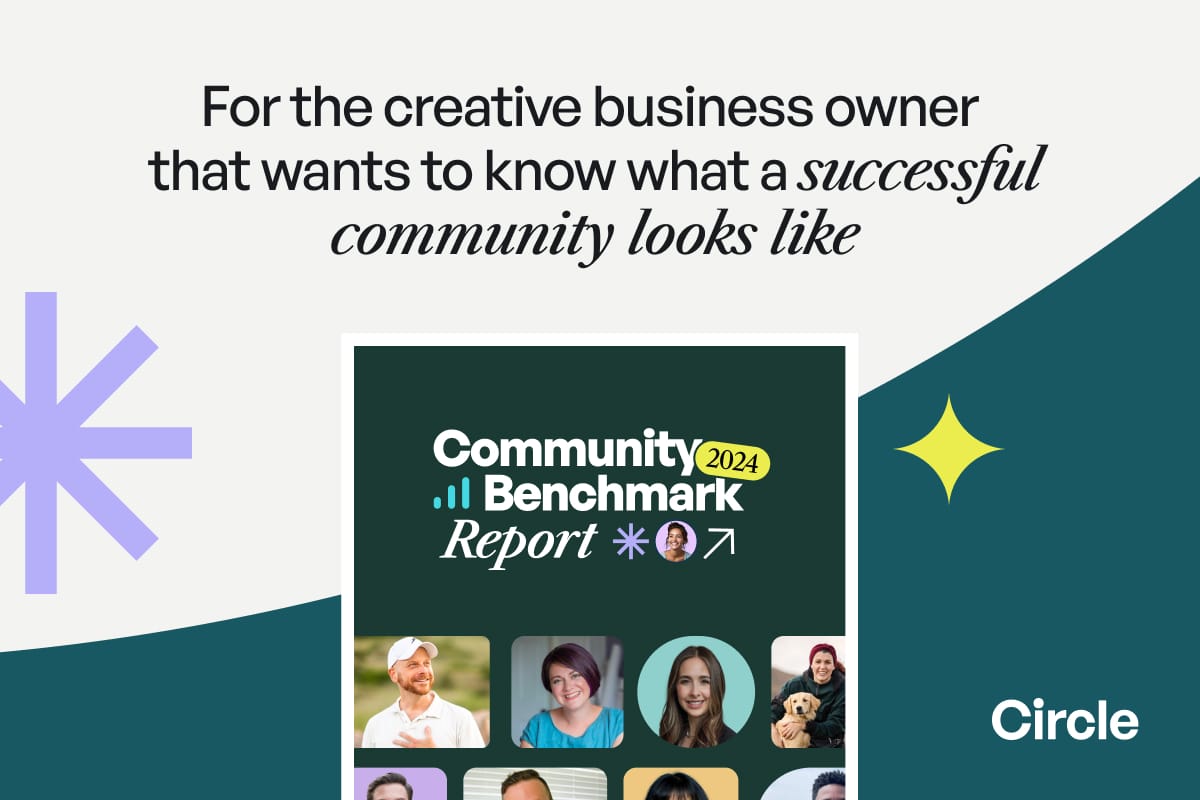 For the creative business owner
that wants to know what a successful
community looks like
Community 2024
Benchmark
Report
Circle